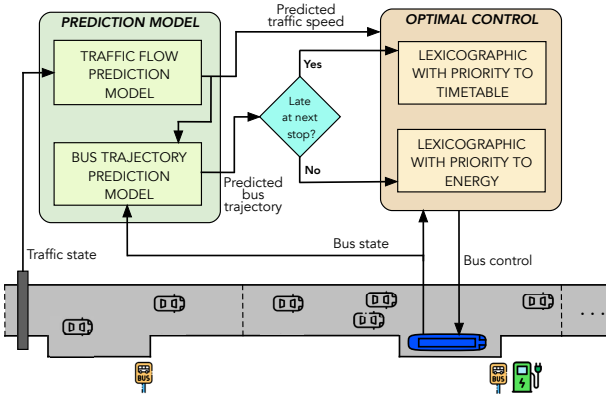 Predicted
traffic speed
PREDICTION MODEL
OPTIMAL CONTROL
TRAFFIC FLOW
PREDICTION
MODEL
Yes
LEXICOGRAPHIC
WITH PRIORITY TO
TIMETABLE
Late
at next
stop?
BUS TRAJECTORY
PREDICTION
MODEL
No
LEXICOGRAPHIC
WITH PRIORITY TO
ENERGY
Predicted
bus
trajectory
Traffic state
Bus state
Bus control
...
BUS
BUS